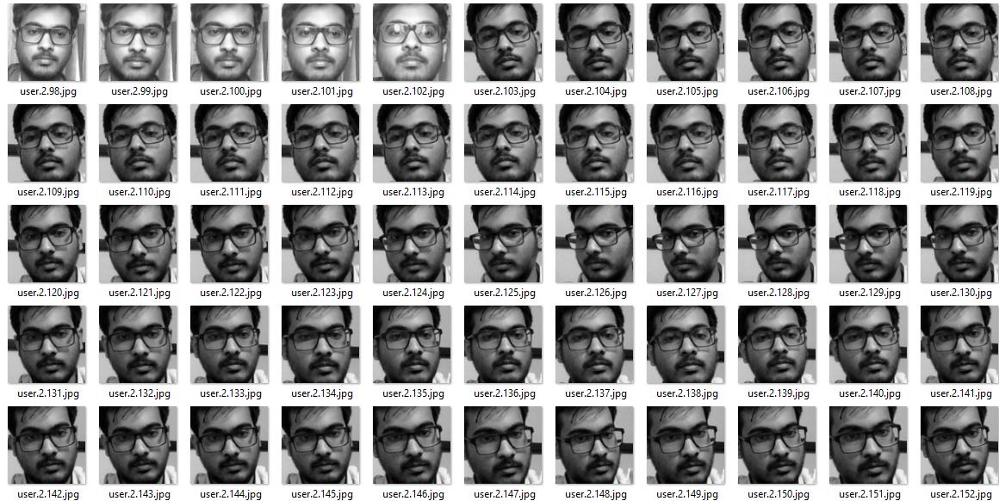 user.2.98.jpg user.2.99.jpg user.2.100.jpg user.2.101.jpg user.2.102.jpg user.2.103.jpg user.2.104.jpg user.2.105.jpg user.2.106.jpg user.2.107.jpg user.2.108.jpg
user.2.109.jpg user.2.110.jpg user.2.111.jpg user.2.112.jpg user.2.113.jpg user.2.114.jpg user.2.115.jpg user.2.116.jpg user.2.117.jpg user.2.118.jpg user.2.119.jpg
user.2.120.jpg user.2.121.jpg user.2.122.jpg user.2.123.jpg user.2.124.jpg user.2.125.jpg user.2.126.jpg user.2.127.jpg user.2.128.jpg user.2.129.jpg user.2.130.jpg
user.2.131.jpg user.2.132.jpg user.2.133.jpg user.2.134.jpg user.2.135.jpg user.2.136.jpg user.2.137.jpg user.2.138.jpg user.2.139.jpg user.2.140.jpg user.2.141.jpg
user.2.142.jpg user.2.143.jpg user.2.144.jpg user.2.145.jpg user.2.146.jpg user.2.147.jpg user.2.148.jpg user.2.149.jpg user.2.150.jpg user.2.151.jpg user.2.152.jpg